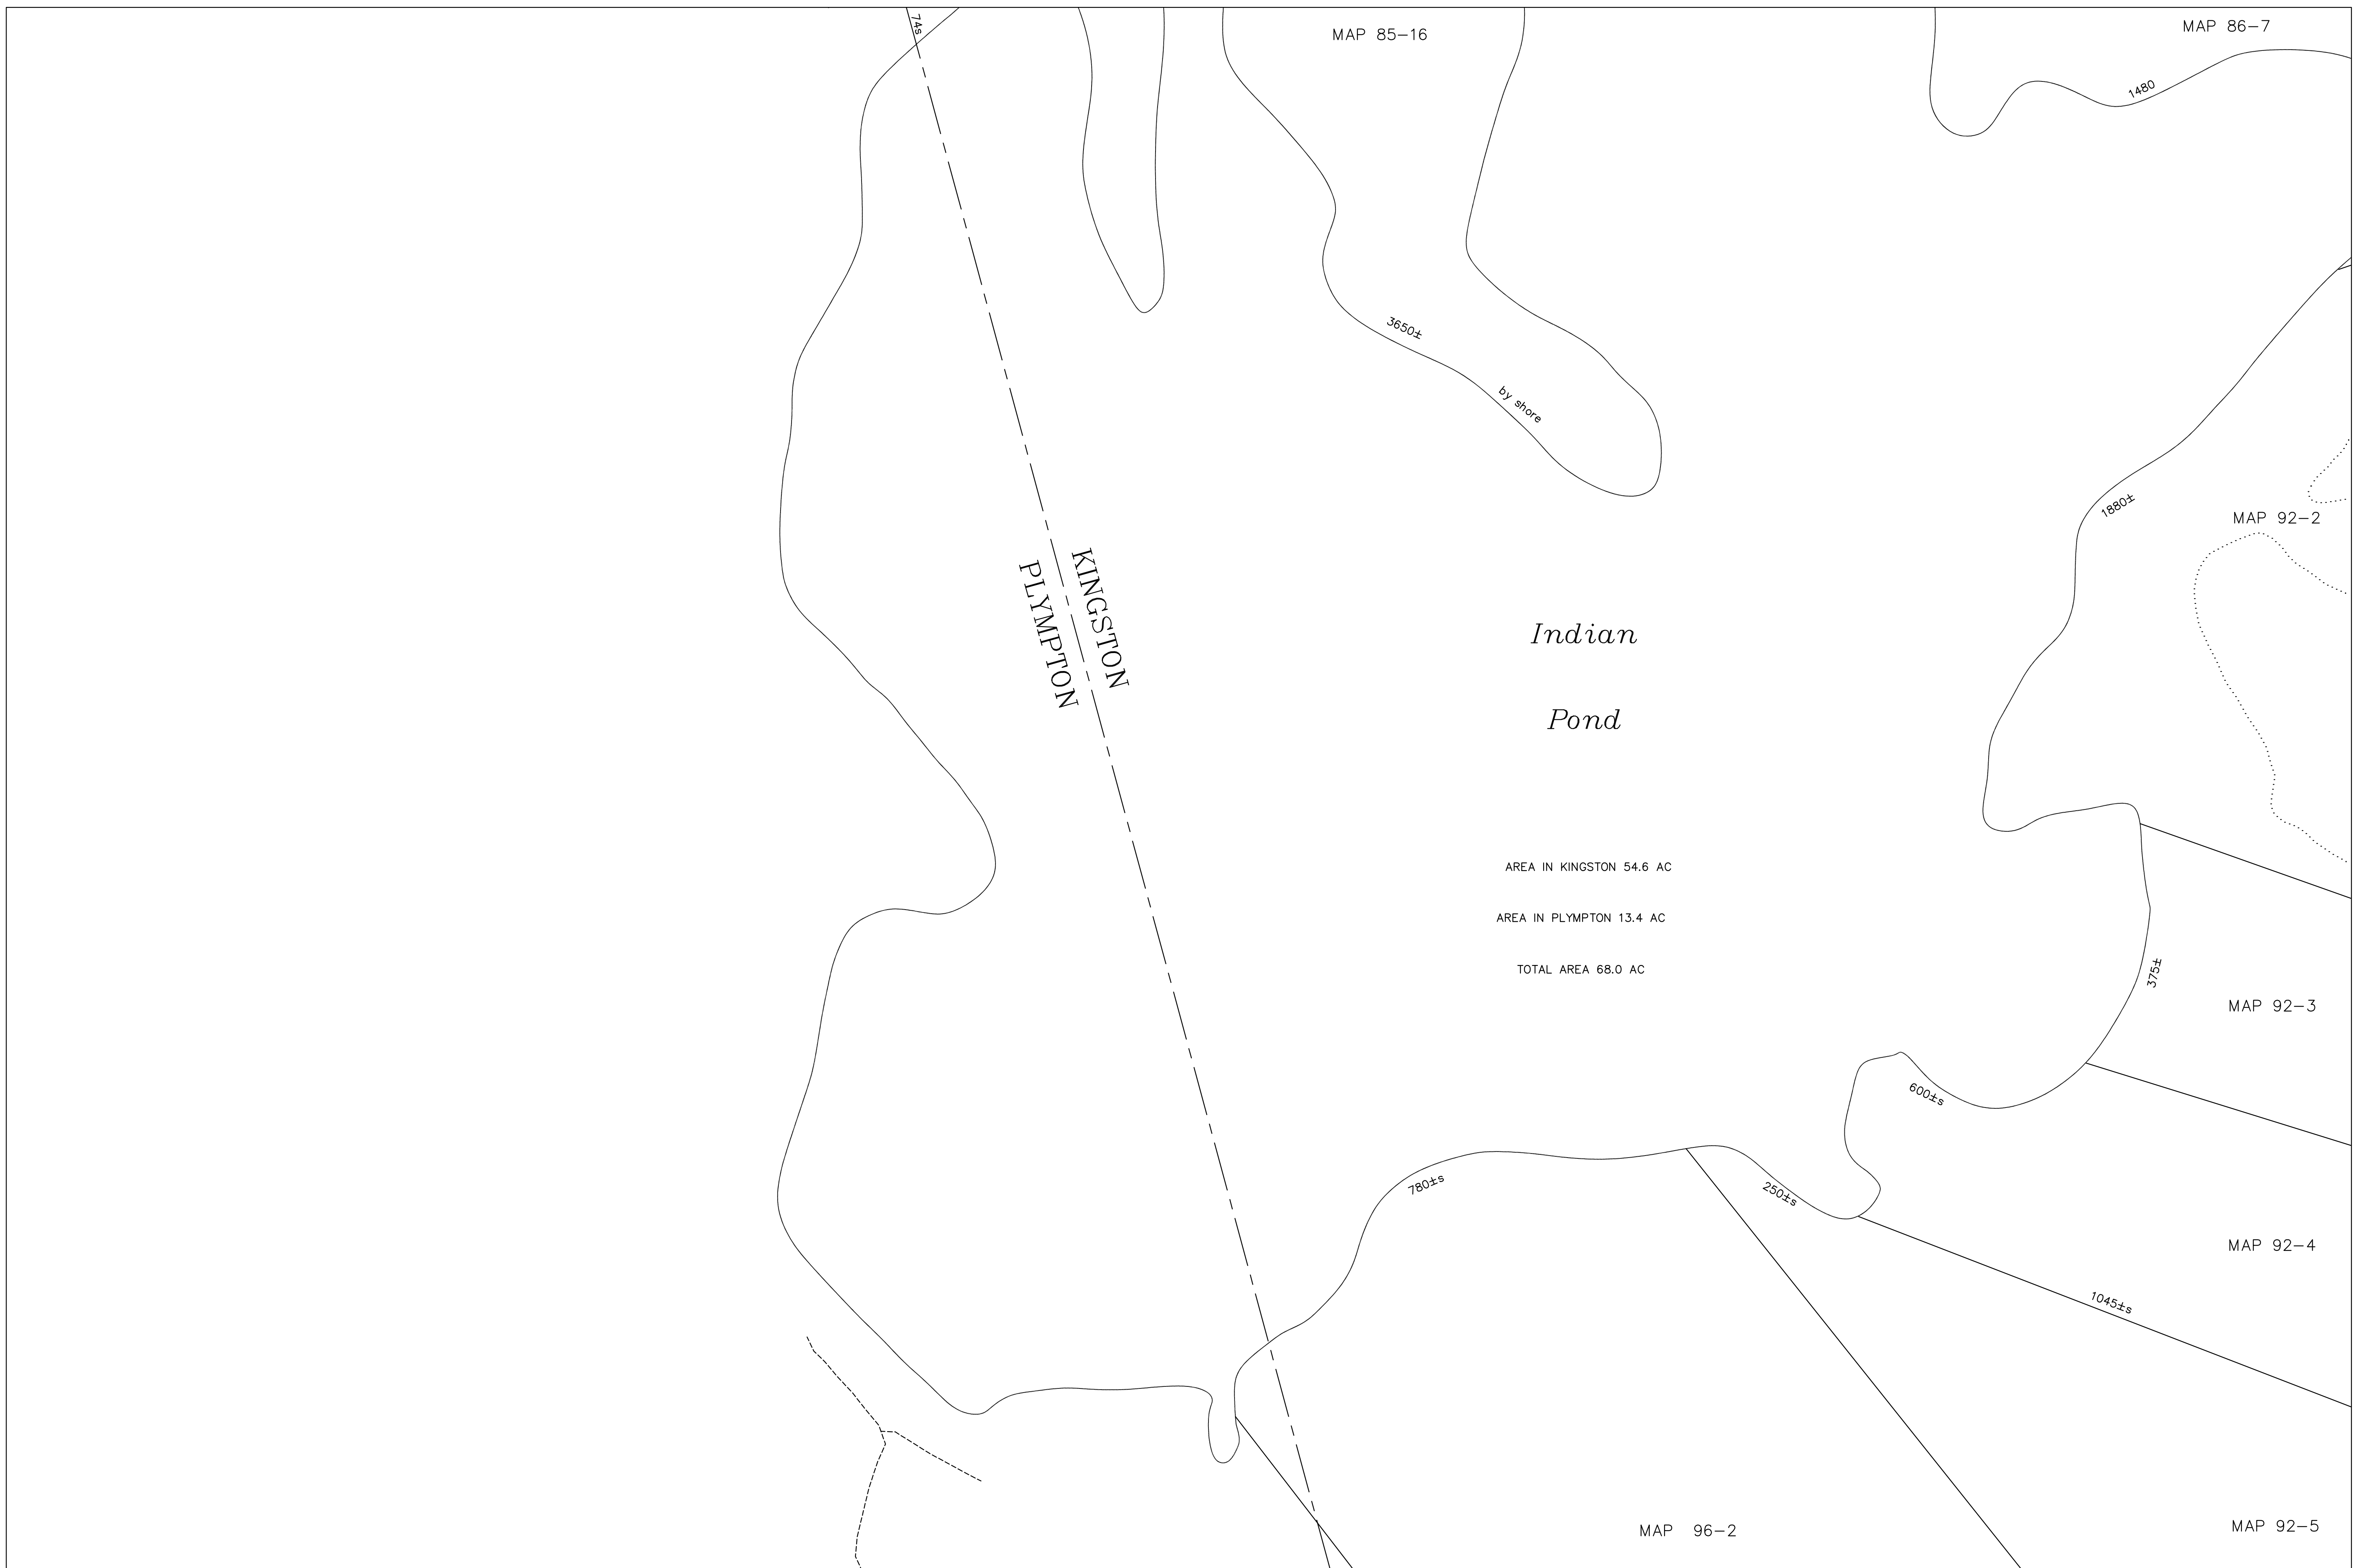 74s
MAP 85-16
MAP 86-7
1480
3650±
by shore
1880±
MAP 92-2
KINGSTON
PLYMPTON
Indian
Pond
AREA IN KINGSTON 54.6 AC
AREA IN PLYMPTON 13.4 AC
TOTAL AREA 68.0 AC
375±
MAP 92-3
600±s
780±s
250±s
MAP 92-4
1045±s
MAP 96-2
MAP 92-5